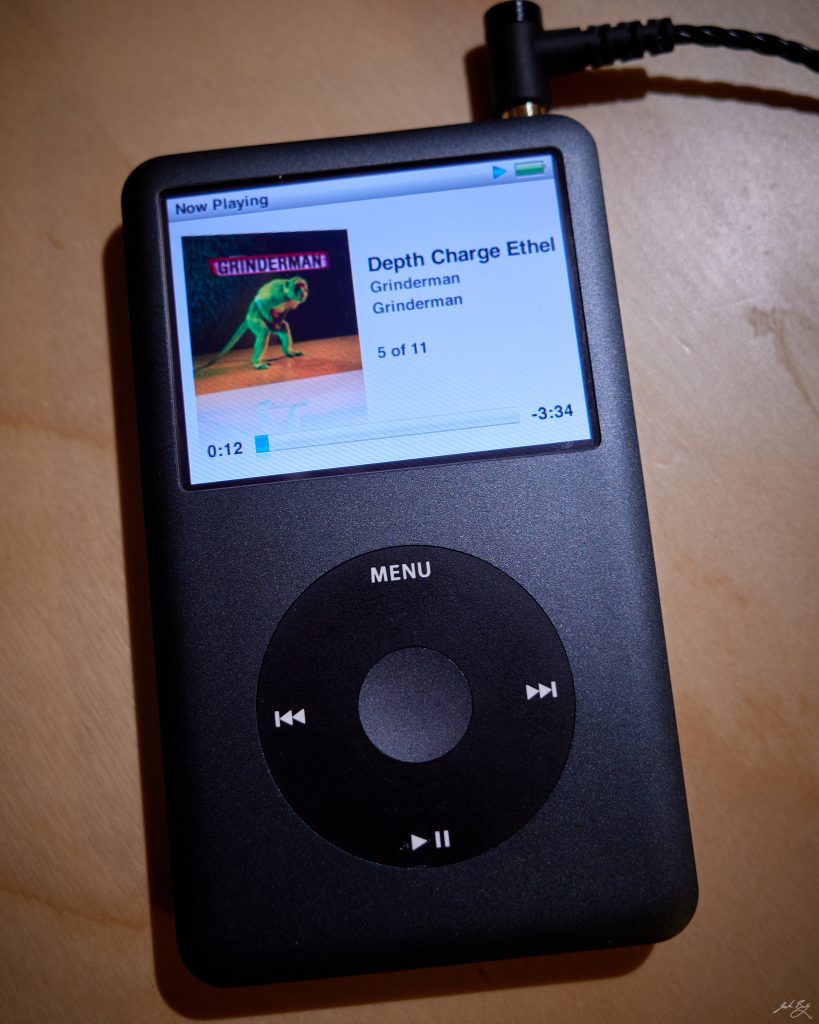 Now Playing
GRINDERMAN
Depth Charge Ethel
Grinderman
Grinderman
5 of 11
0:12
-3:34
MENU